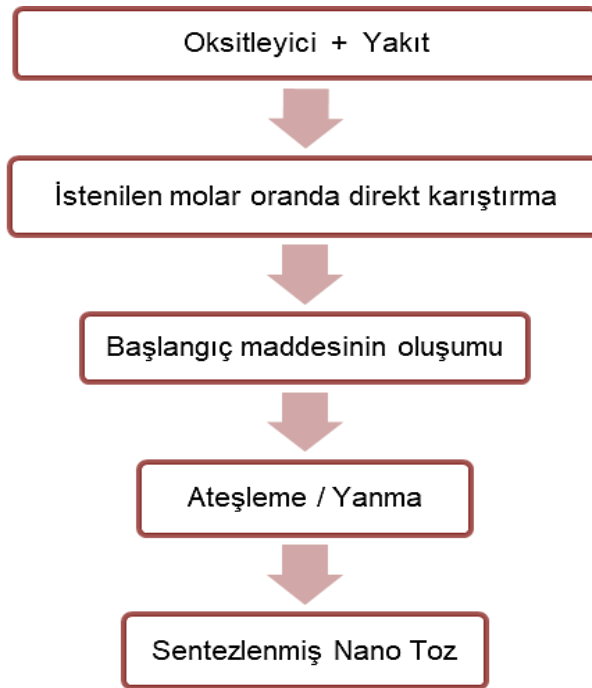 Oksitleyici + Yakıt
İstenilen molar oranda direkt karıştırma
Başlangıç maddesinin oluşumu
Ateşleme / Yanma
Sentezlenmiş Nano Toz